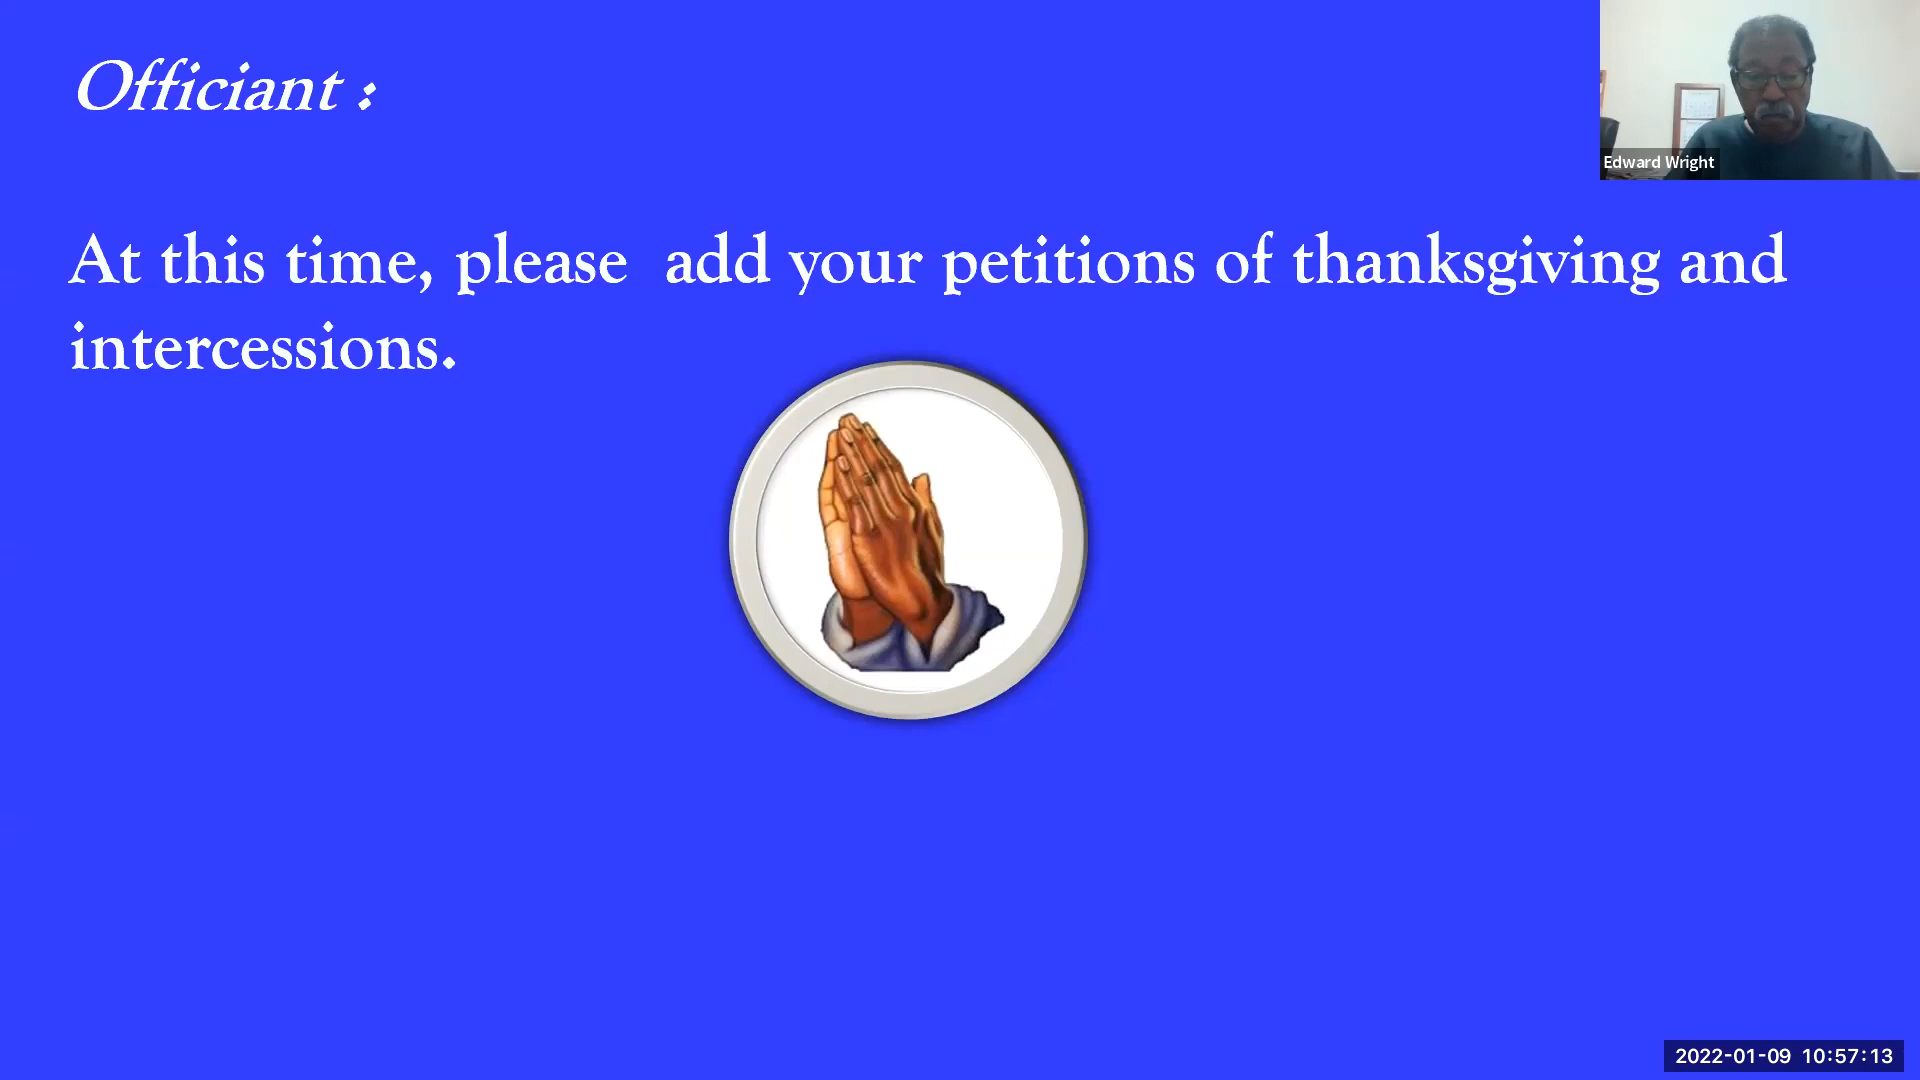 Officiant :
Edward Wright
At this time, please  add your petitions of thanksgiving and
intercessions.
2022-01-09 10:57:13